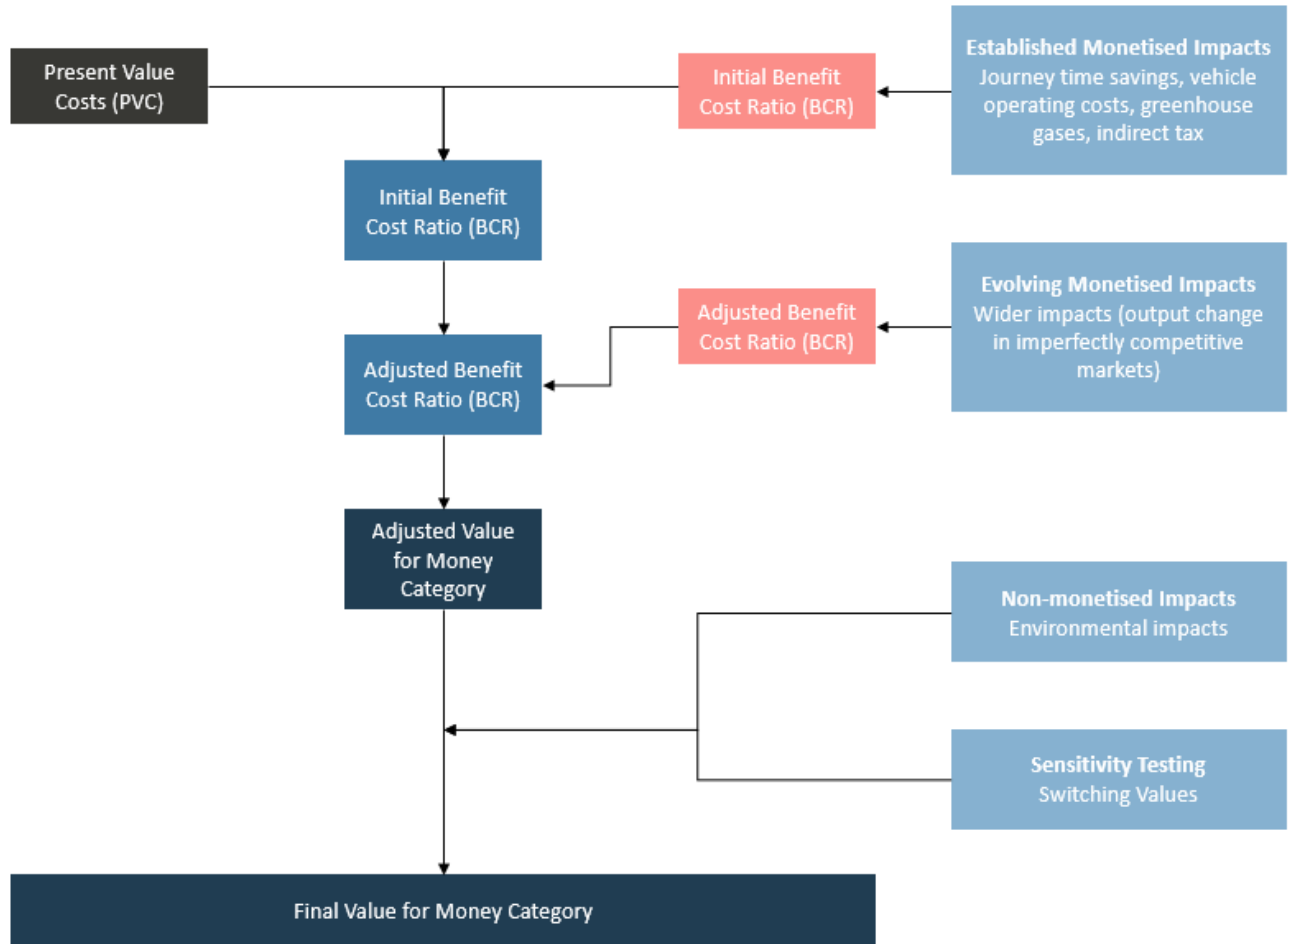 Present Value
Costs (PVC)
Initial Benefit
Cost Ratio (BCR)
Established Monetised Impacts
Journey time savings, vehicle
operating costs, greenhouse
gases, indirect tax
Initial Benefit
Cost Ratio (BCR)
Evolving Monetised Impacts
Wider impacts (output change
in imperfectly competitive
markets)
Adjusted Benefit
Cost Ratio (BCR)
Adjusted Benefit
Cost Ratio (BCR)
Adjusted Value
for Money
Category
Non-monetised Impacts
Environmental impacts
Sensitivity Testing
Switching Values
Final Value for Money Category